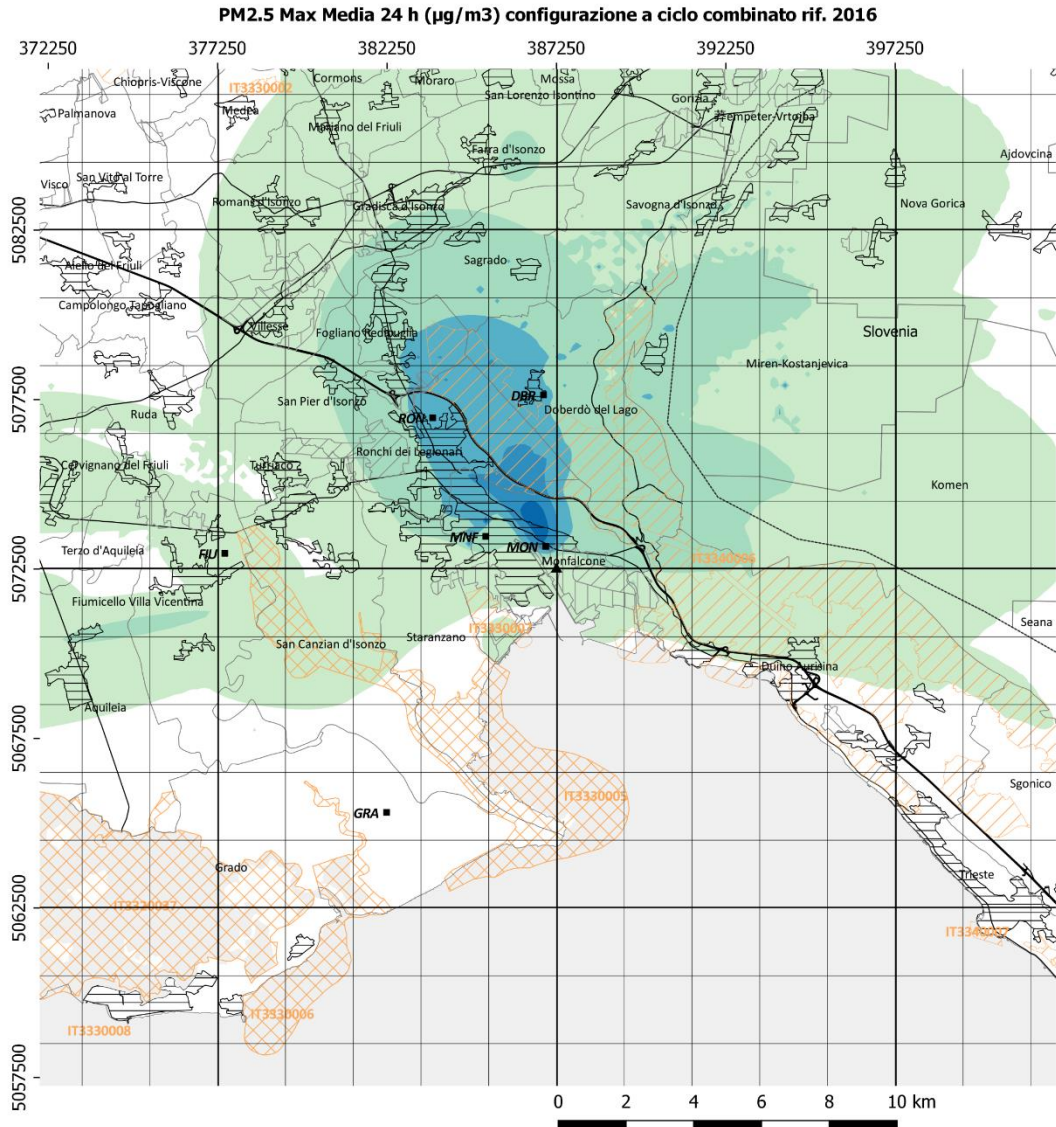 PM2.5 Max Media 24 h (µg/m3) configurazione a ciclo combinato rif. 2016
372250 377250 382250 387250 392250 397250
Chiopris-Viscone
Cormons
Moraro
Mossa
IT3330002
San Lorenzo Isontino
Gorizia
Palmanova
Medea
Mariano del Friuli
Farra d'Isonzo
Ajdovcina
Visco
San Vito al Torre
Romans d'Isonzo
Gradisca d'Isonzo
Savogna d'Isonzo
Nova Gorica
5082500
Sagrado
Aiello del Friuli
Campolongo Tapogliano
Villesse
Fogliano Redipuglia
Slovenia
Miren-Kostanjevica
5077500
San Pier d'Isonzo
DBR
Doberdò del Lago
Ruda
RON
Ronchi dei Legionari
Cervignano del Friuli
Turriaco
Komen
MNF
MON
Terzo d'Aquileia
FIU
Monfalcone
5072500
Fiumicello Villa Vicentina
Seana
San Canzian d'Isonzo
Staranzano
Duino Aurisina
Aquileia
5067500
IT3330005
Sgonico
GRA
Grado
Trieste
IT3330037
5062500
IT3330006
IT3330008
5057500
0 2 4 6 8 10 km